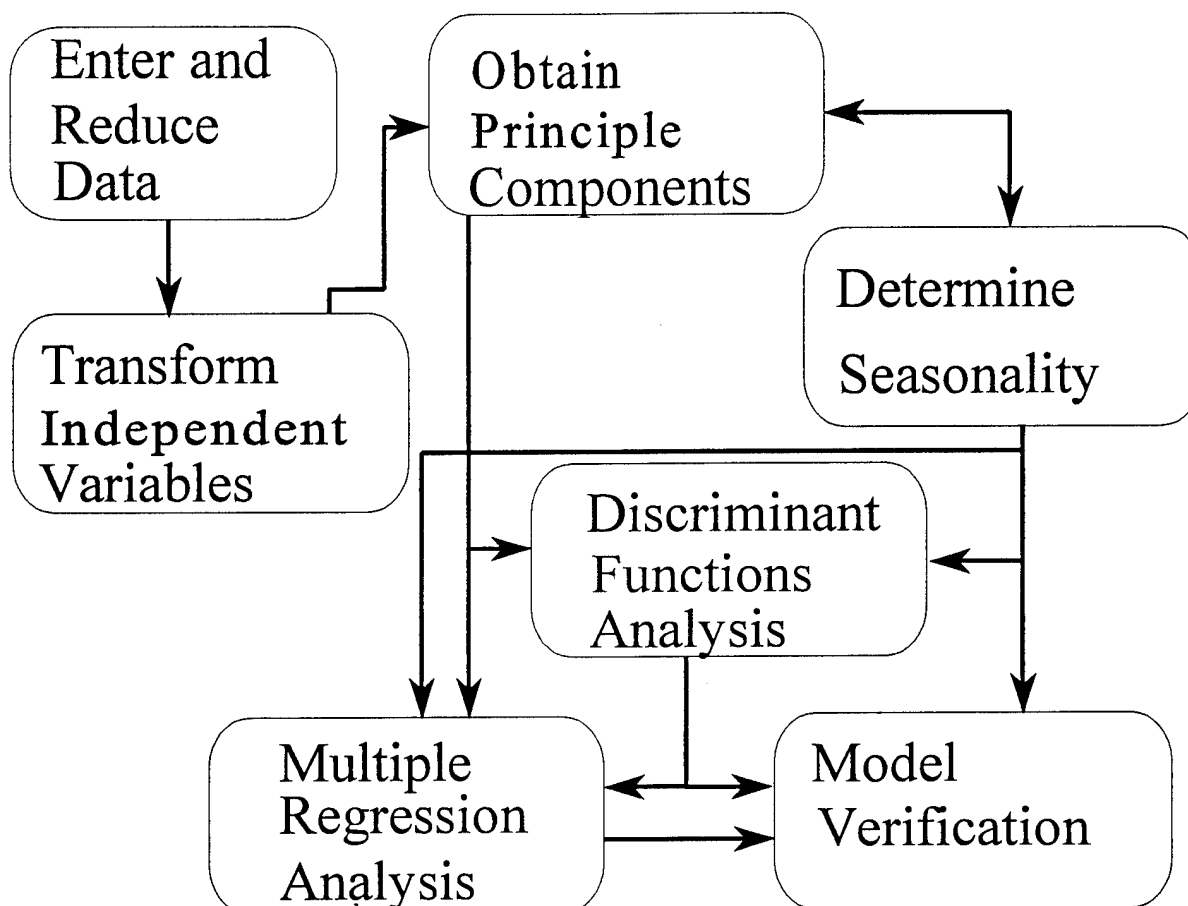 Enter and
Reduce
Data
Obtain
Principle
Components
Transform
Independent
Variables
Determine
Seasonality
Discriminant
Functions
Analysis
Multiple
Regression
Analysis
Model
Verification